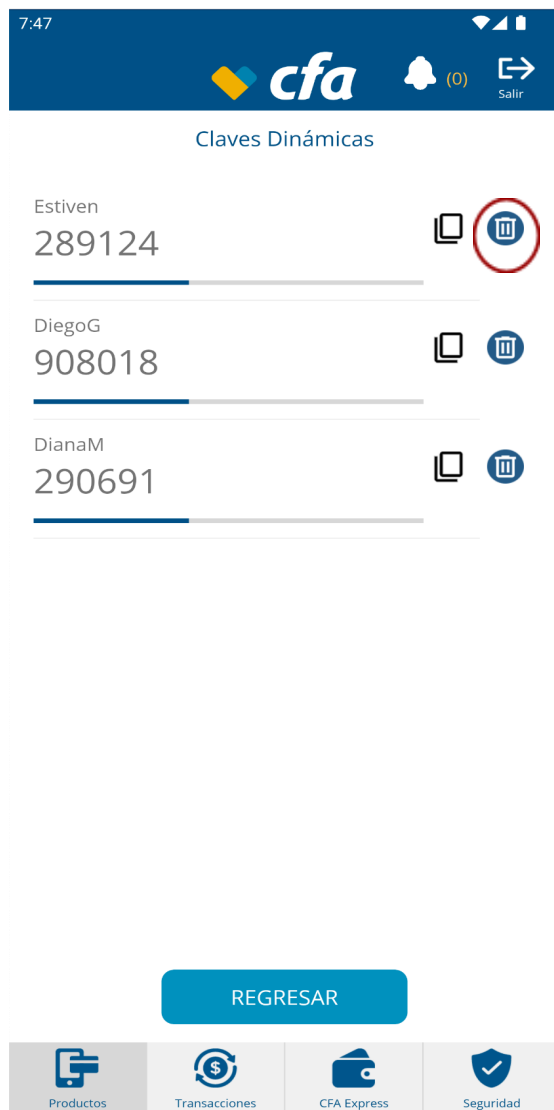 7:47
cfa
(0)
Salir
Claves Dinámicas
Estiven
289124
DiegoG
908018
DianaM
290691
REGRESAR
Productos
Transacciones
CFA Express
Seguridad